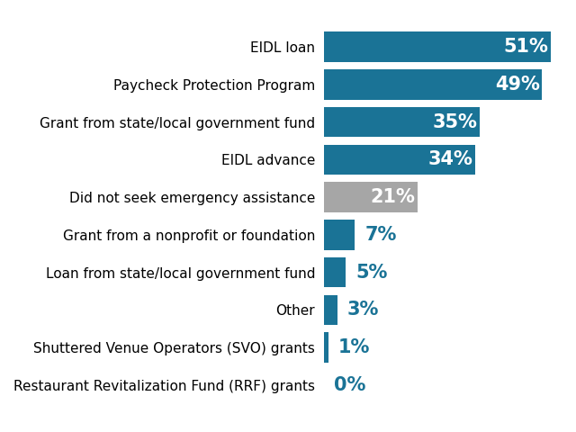 EIDL loan 51%
Paycheck Protection Program 49%
Grant from state/local government fund 35%
EIDL advance 34%
Did not seek emergency assistance 21%
Grant from a nonprofit or foundation 7%
Loan from state/local government fund 5%
Other 3%
Shuttered Venue Operators (SVO) grants 1%
Restaurant Revitalization Fund (RRF) grants 0%